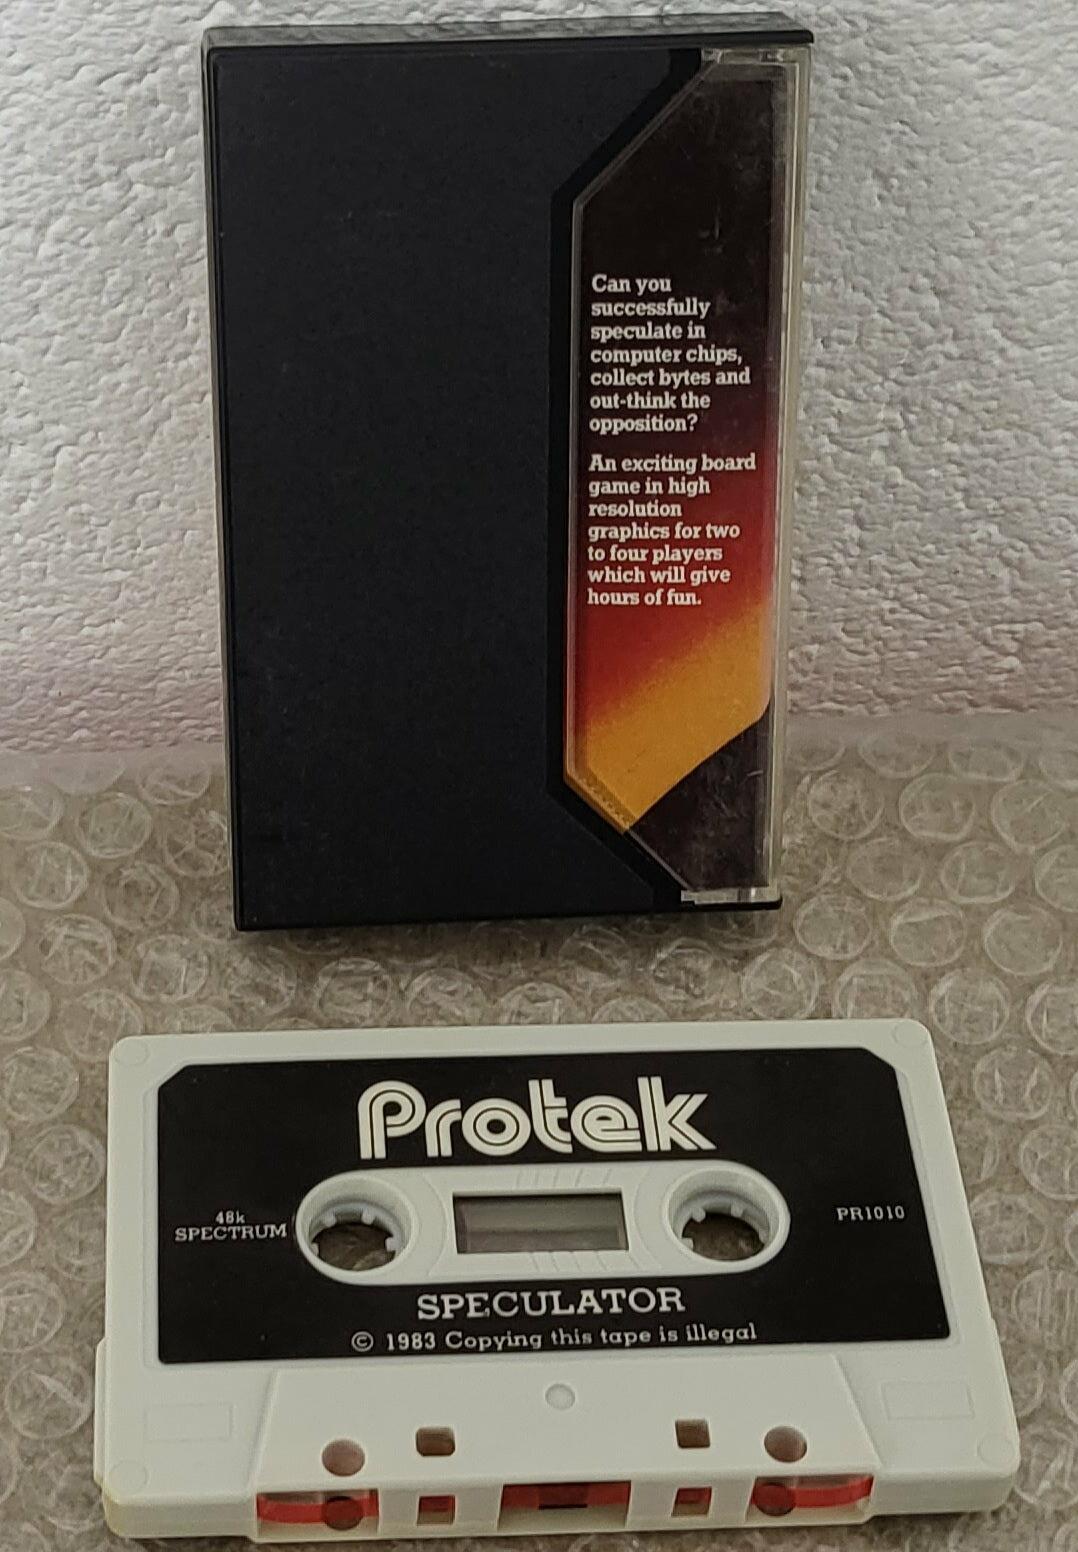 Can you
successfully
speculate in
computer chips,
collect bytes and
out-think the
opposition?
An exciting board
game in high
resolution
graphics for two
to four players
which will give
hours of fun.
Protek
48k
SPECTRUM
PR1010
SPECULATOR
© 1983 Copying this tape is illegal